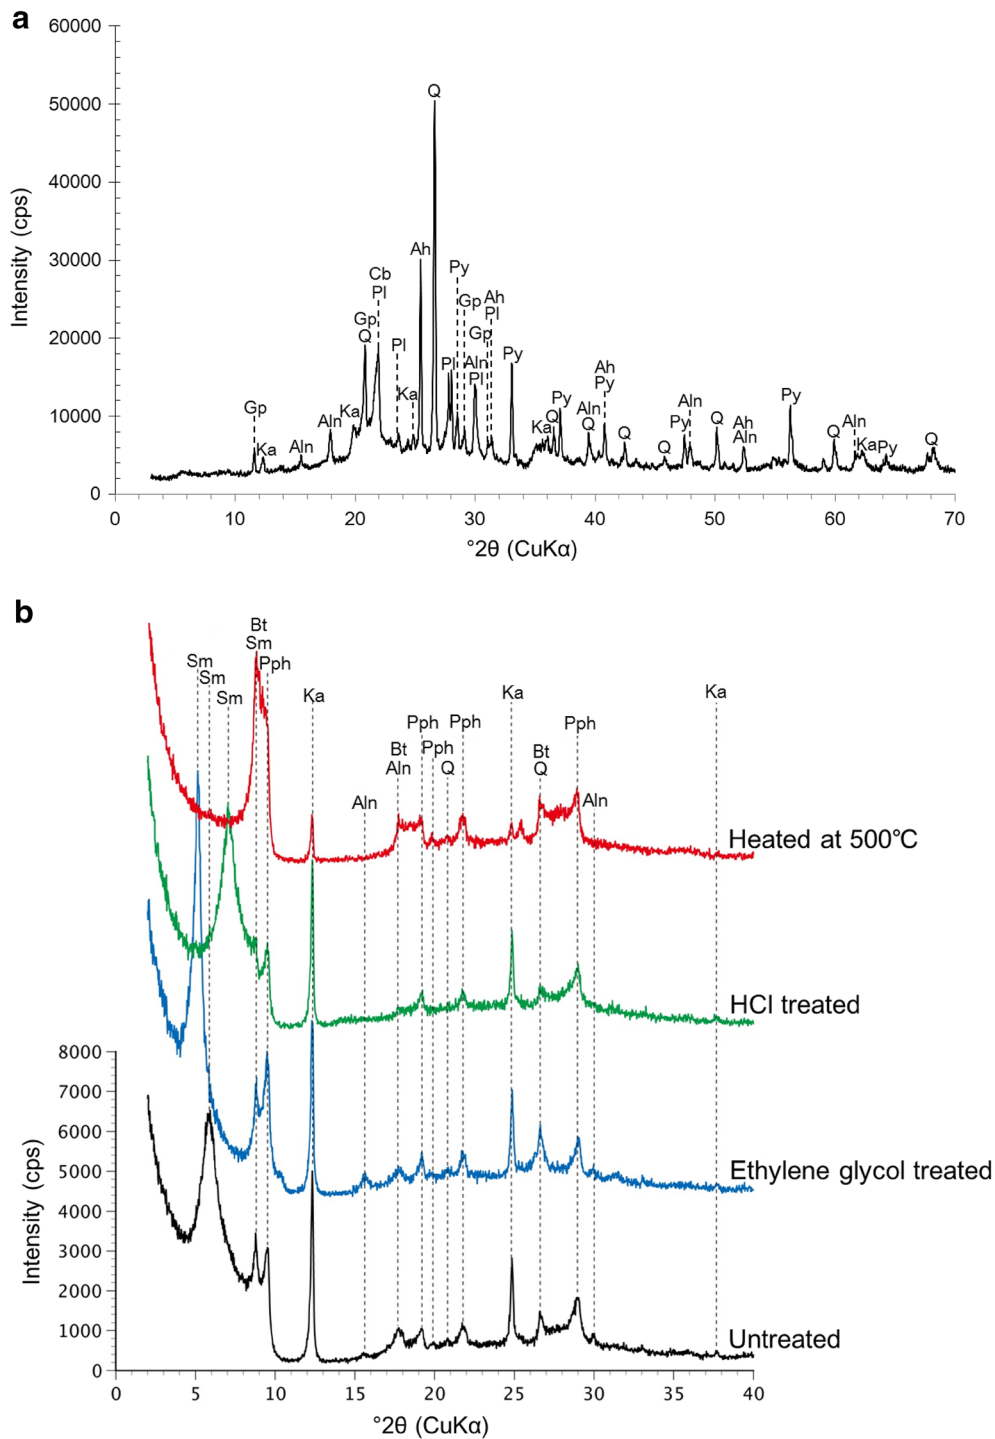 a
60000
50000
40000
30000
20000
10000
0
Intensity (cps)
Q
Ah
Cb
Pl
Py
Gp
Ah
Pl
Gp
Q
Pl
Gp
Pl
Aln
Pl
Py
Ka
Gp
Ka
Aln
Aln
Ka
Ka
Q
Py
Aln
Ah
Py
Q
Q
Py
Aln
Q
Ah
Aln
Py
Q
Aln
Ka
Py
Q
0 10 20 30 40 50 60 70
°2θ (CuKα)
b
Bt
Sm
Sm
Sm
Sm
Pph
Ka
Aln
Bt
Aln
Pph
Pph
Q
Pph
Ka
Bt
Q
Pph
Aln
Ka
Heated at 500°C
HCl treated
Ethylene glycol treated
Untreated
8000
7000
6000
5000
4000
3000
2000
1000
0
Intensity (cps)
0 5 10 15 20 25 30 35 40
°2θ (CuKα)